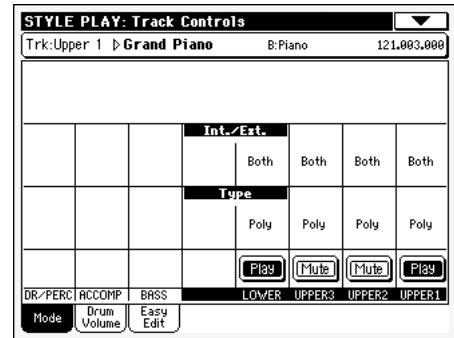 STYLE PLAY: Track Controls
Trk:Upper 1 Grand Piano B:Piano 121.003.000
Int./Ext.
Both Both Both Both
Type
Poly Poly Poly Poly
Play Mute Mute Play
DR/PERC ACCOMP BASS LOWER UPPER3 UPPER2 UPPER1
Mode Drum Volume Easy Edit